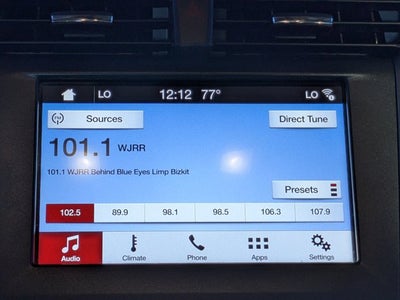 LO 12:12 77° LO
Sources Direct Tune
101.1 WJRR
101.1 WJRR Behind Blue Eyes Limp Bizkit
Presets
102.5 89.9 98.1 98.5 106.3 107.9
Audio Climate Phone Apps Settings